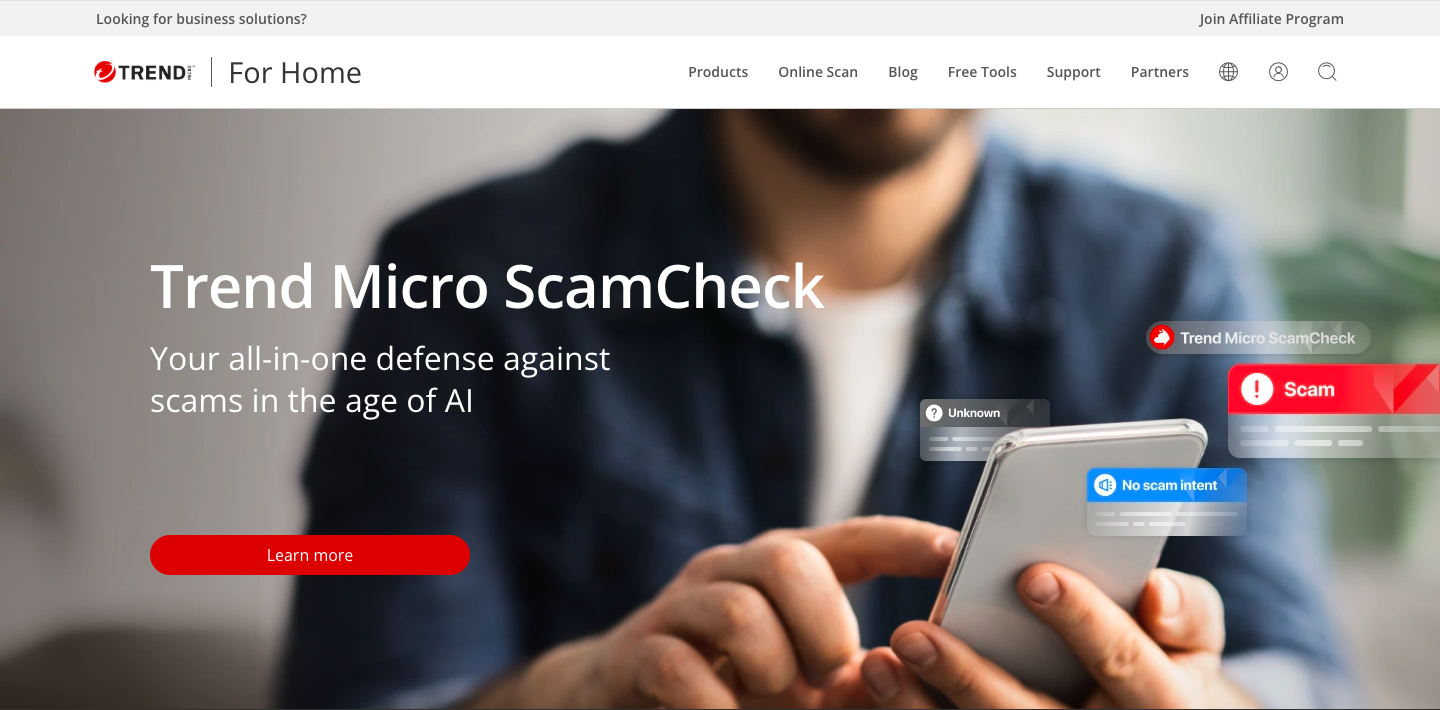 Looking for business solutions?
Join Affiliate Program
TREND MICRO
For Home
Products
Online Scan
Blog
Free Tools
Support
Partners
Trend Micro ScamCheck
Your all-in-one defense against
scams in the age of AI
Learn more
Trend Micro ScamCheck
Scam
Unknown
No scam intent